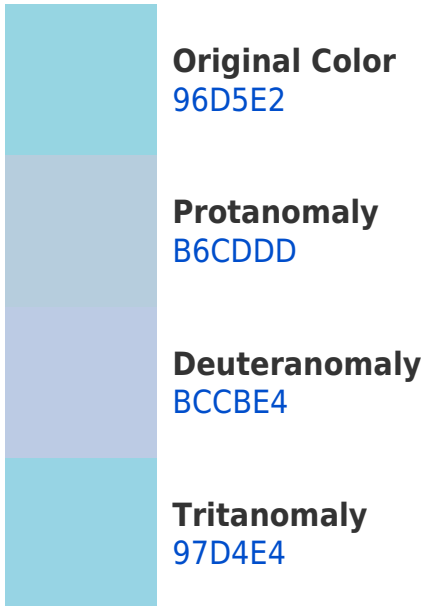 Original Color
96D5E2
Protanomaly
B6CDDD
Deuteranomaly
BCCBE4
Tritanomaly
97D4E4